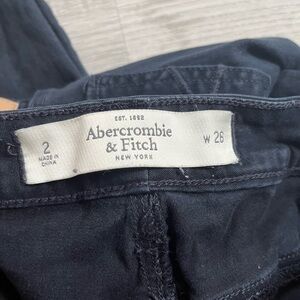 EST. 1892
Abercrombie
& Fitch
NEW YORK
2
MADE IN
CHINA
W 26